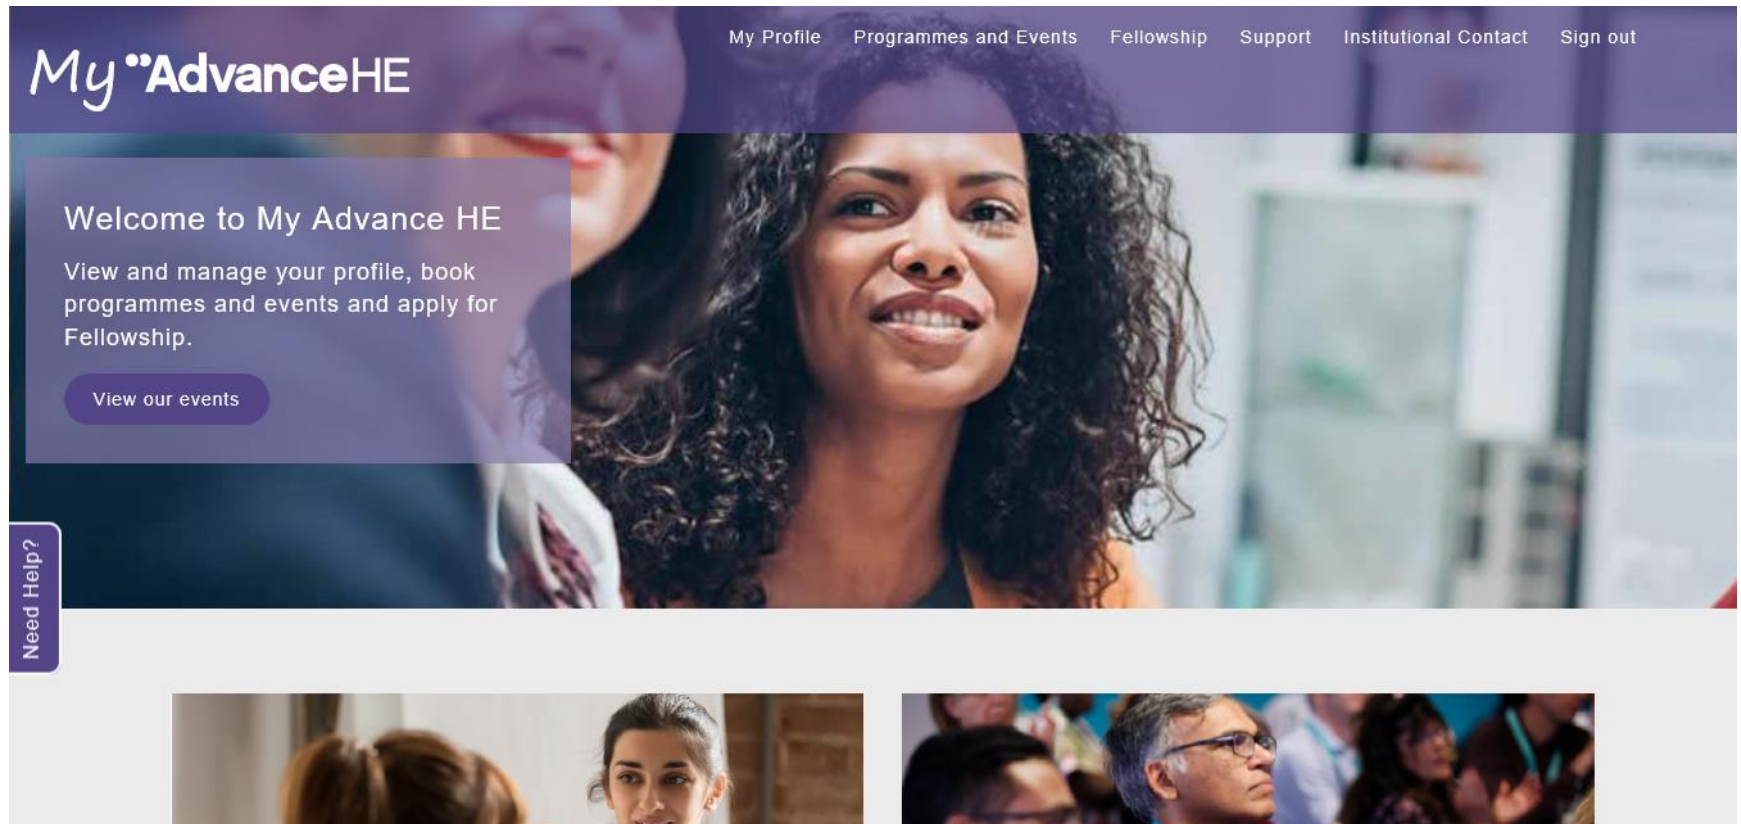 My AdvanceHE
My Profile Programmes and Events Fellowship Support Institutional Contact Sign out
Welcome to My Advance HE
View and manage your profile, book
programmes and events and apply for
Fellowship.
View our events
Need Help?